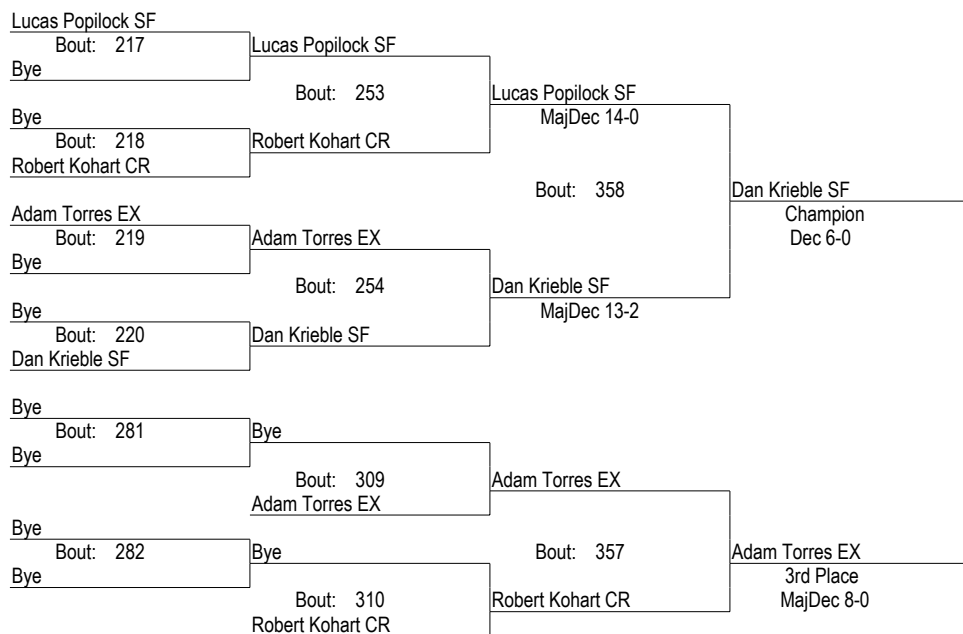 Lucas Popilock SF
Bout: 217
Lucas Popilock SF
Bye
Bout: 253
Lucas Popilock SF
Bye
MajDec 14-0
Bout: 218
Robert Kohart CR
Robert Kohart CR
Bout: 358
Dan Krieble SF
Adam Torres EX
Champion
Bout: 219
Adam Torres EX
Dec 6-0
Bye
Bout: 254
Dan Krieble SF
Bye
MajDec 13-2
Bout: 220
Dan Krieble SF
Dan Krieble SF
Bye
Bout: 281
Bye
Bye
Bout: 309
Adam Torres EX
Adam Torres EX
Bye
Bout: 282
Bye
Bout: 357
Adam Torres EX
Bye
3rd Place
Bout: 310
Robert Kohart CR
MajDec 8-0
Robert Kohart CR